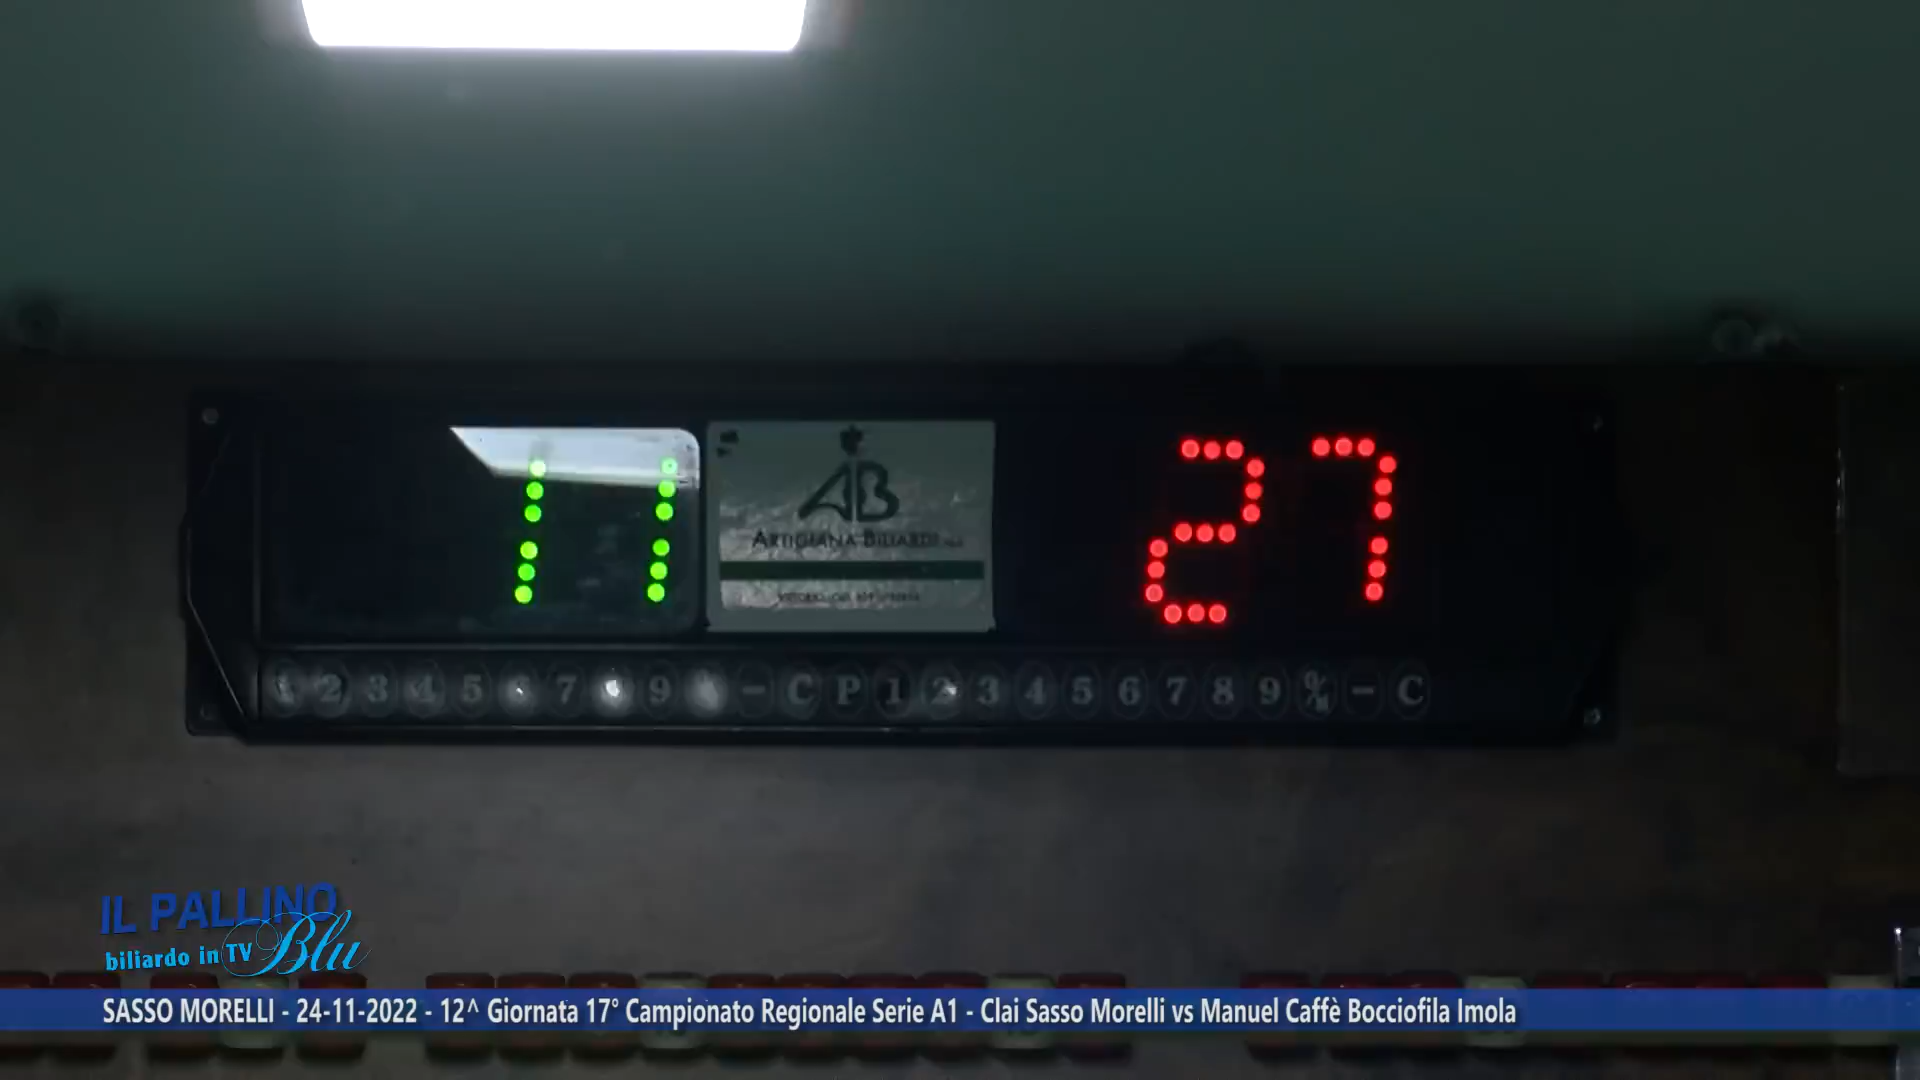 11
27
AB
ARTIGIANA BILIARDI
1 2 3 4 5 6 7 9 - C P 1 2 3 4 5 6 7 8 9 % - C
IL PALLINO
Blu
biliardo in TV
SASSO MORELLI - 24-11-2022 - 12^ Giornata 17° Campionato Regionale Serie A1 - Clai Sasso Morelli vs Manuel Caffè Bocciofila Imola